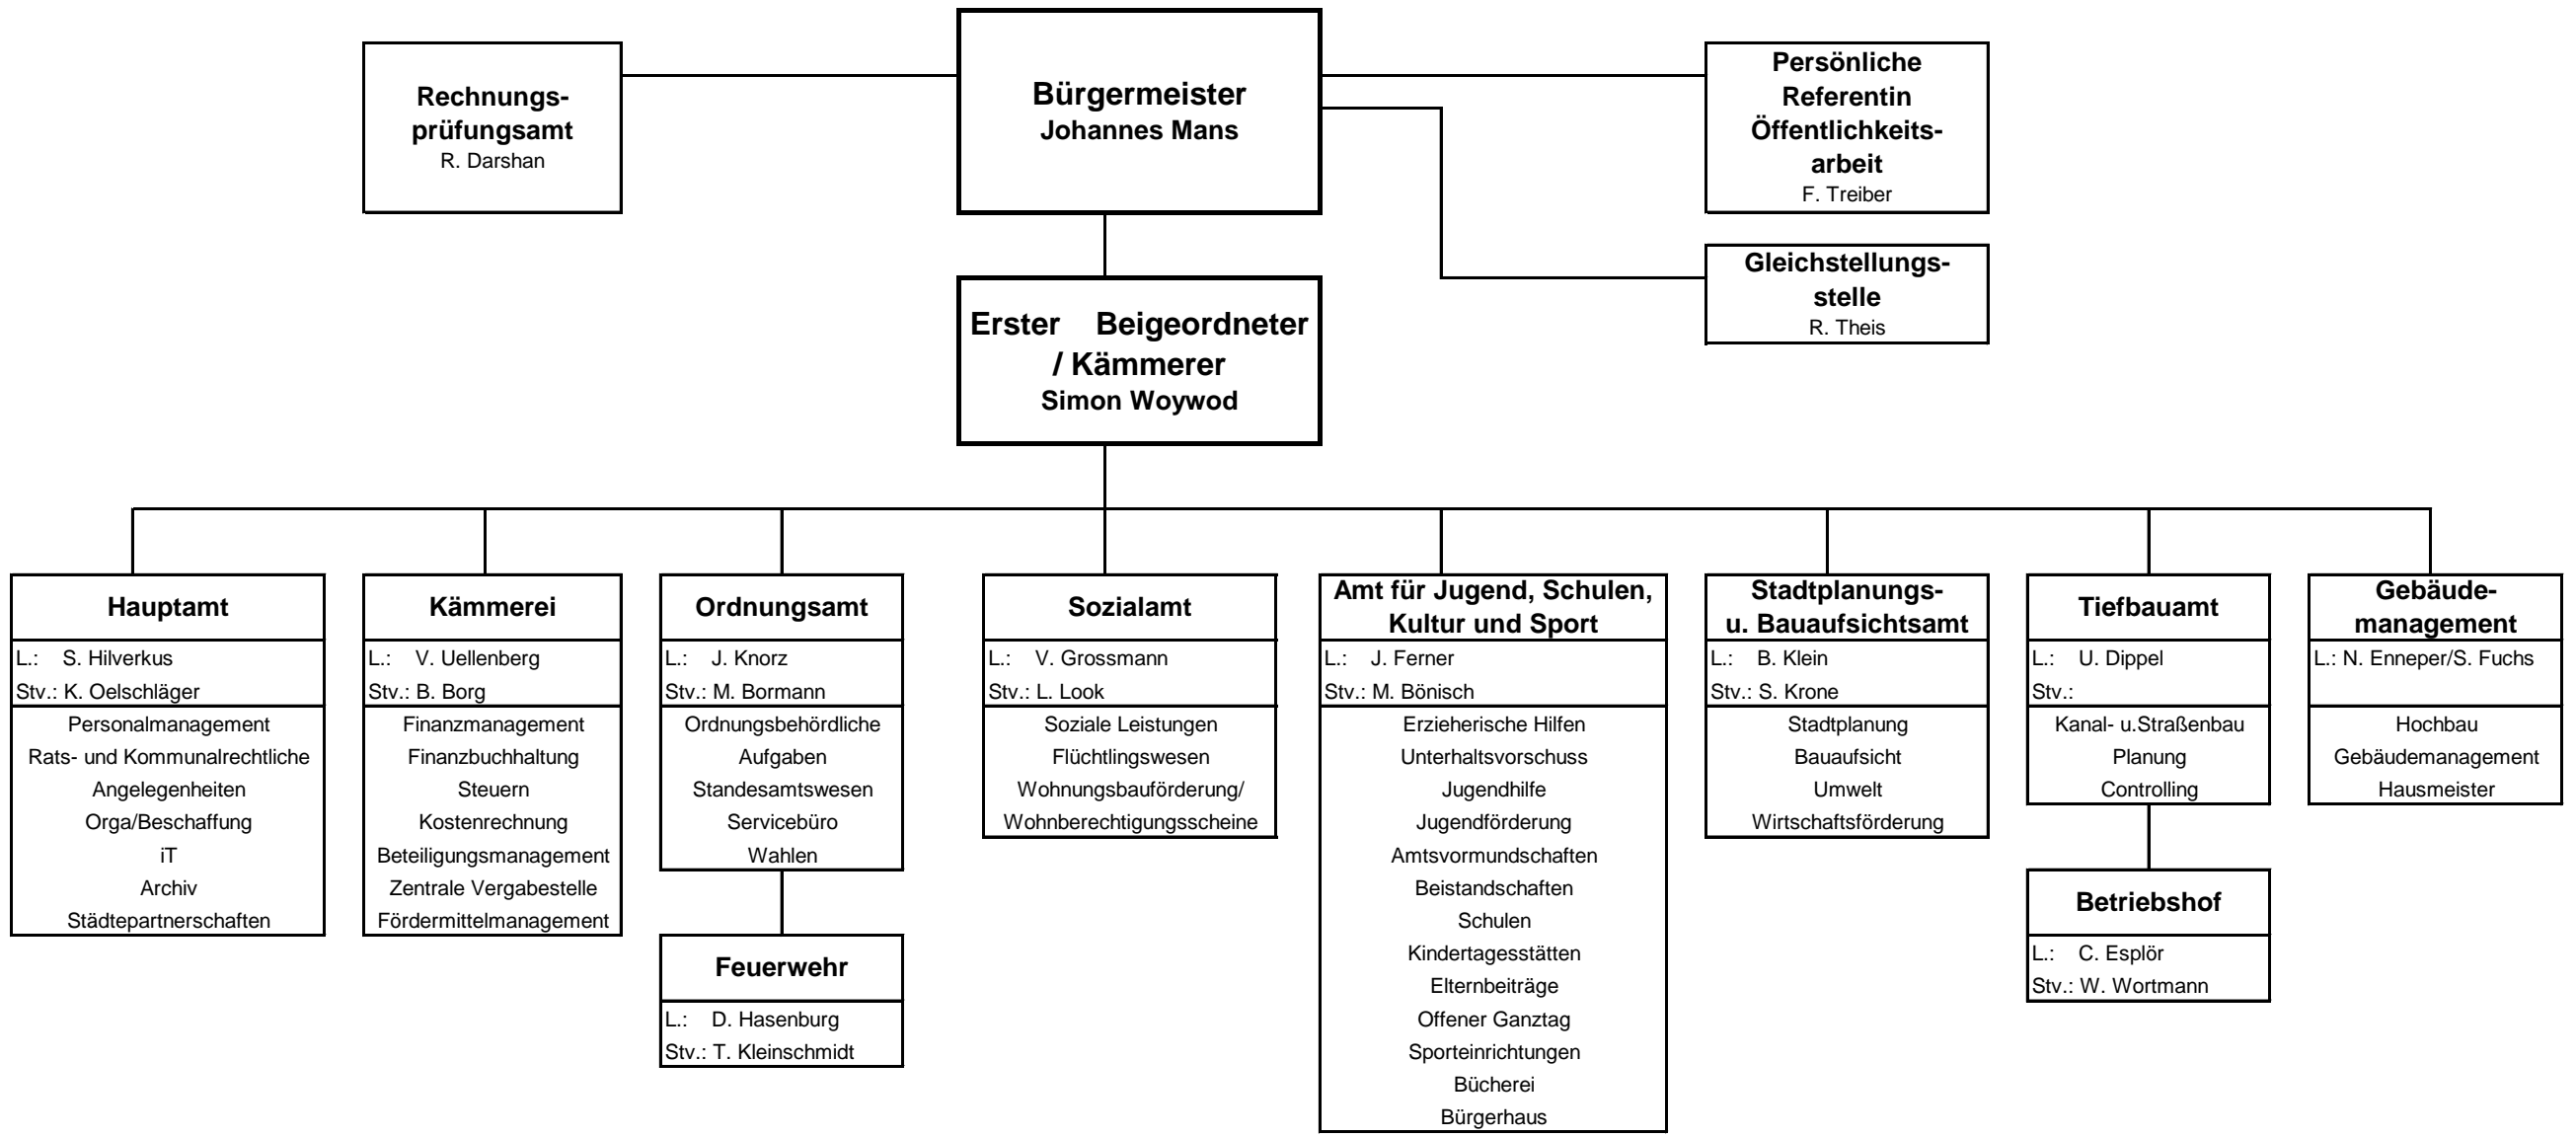 Rechnungs-
prüfungsamt
R. Darshan
Bürgermeister
Johannes Mans
Persönliche
Referentin
Öffentlichkeits-
arbeit
F. Treiber
Gleichstellungs-
stelle
R. Theis
Erster Beigeordneter
/ Kämmerer
Simon Woywod
Hauptamt
L.: S. Hilverkus
Stv.: K. Oelschläger
Personalmanagement
Rats- und Kommunalrechtliche
Angelegenheiten
Orga/Beschaffung
iT
Archiv
Städtepartnerschaften
Kämmerei
L.: V. Uellenberg
Stv.: B. Borg
Finanzmanagement
Finanzbuchhaltung
Steuern
Kostenrechnung
Beteiligungsmanagement
Zentrale Vergabestelle
Fördermittelmanagement
Ordnungsamt
L.: J. Knorz
Stv.: M. Bormann
Ordnungsbehördliche
Aufgaben
Standesamtswesen
Servicebüro
Wahlen
Feuerwehr
L.: D. Hasenburg
Stv.: T. Kleinschmidt
Sozialamt
L.: V. Grossmann
Stv.: L. Look
Soziale Leistungen
Flüchtlingswesen
Wohnungsbauförderung/
Wohnberechtigungsscheine
Amt für Jugend, Schulen,
Kultur und Sport
L.: J. Ferner
Stv.: M. Bönisch
Erzieherische Hilfen
Unterhaltsvorschuss
Jugendhilfe
Jugendförderung
Amtsvormundschaften
Beistandschaften
Schulen
Kindertagesstätten
Elternbeiträge
Offener Ganztag
Sporteinrichtungen
Bücherei
Bürgerhaus
Stadtplanungs-
u. Bauaufsichtsamt
L.: B. Klein
Stv.: S. Krone
Stadtplanung
Bauaufsicht
Umwelt
Wirtschaftsförderung
Tiefbauamt
L.: U. Dippel
Stv.:
Kanal- u.Straßenbau
Planung
Controlling
Betriebshof
L.: C. Esplör
Stv.: W. Wortmann
Gebäude-
management
L.: N. Enneper/S. Fuchs
Hochbau
Gebäudemanagement
Hausmeister